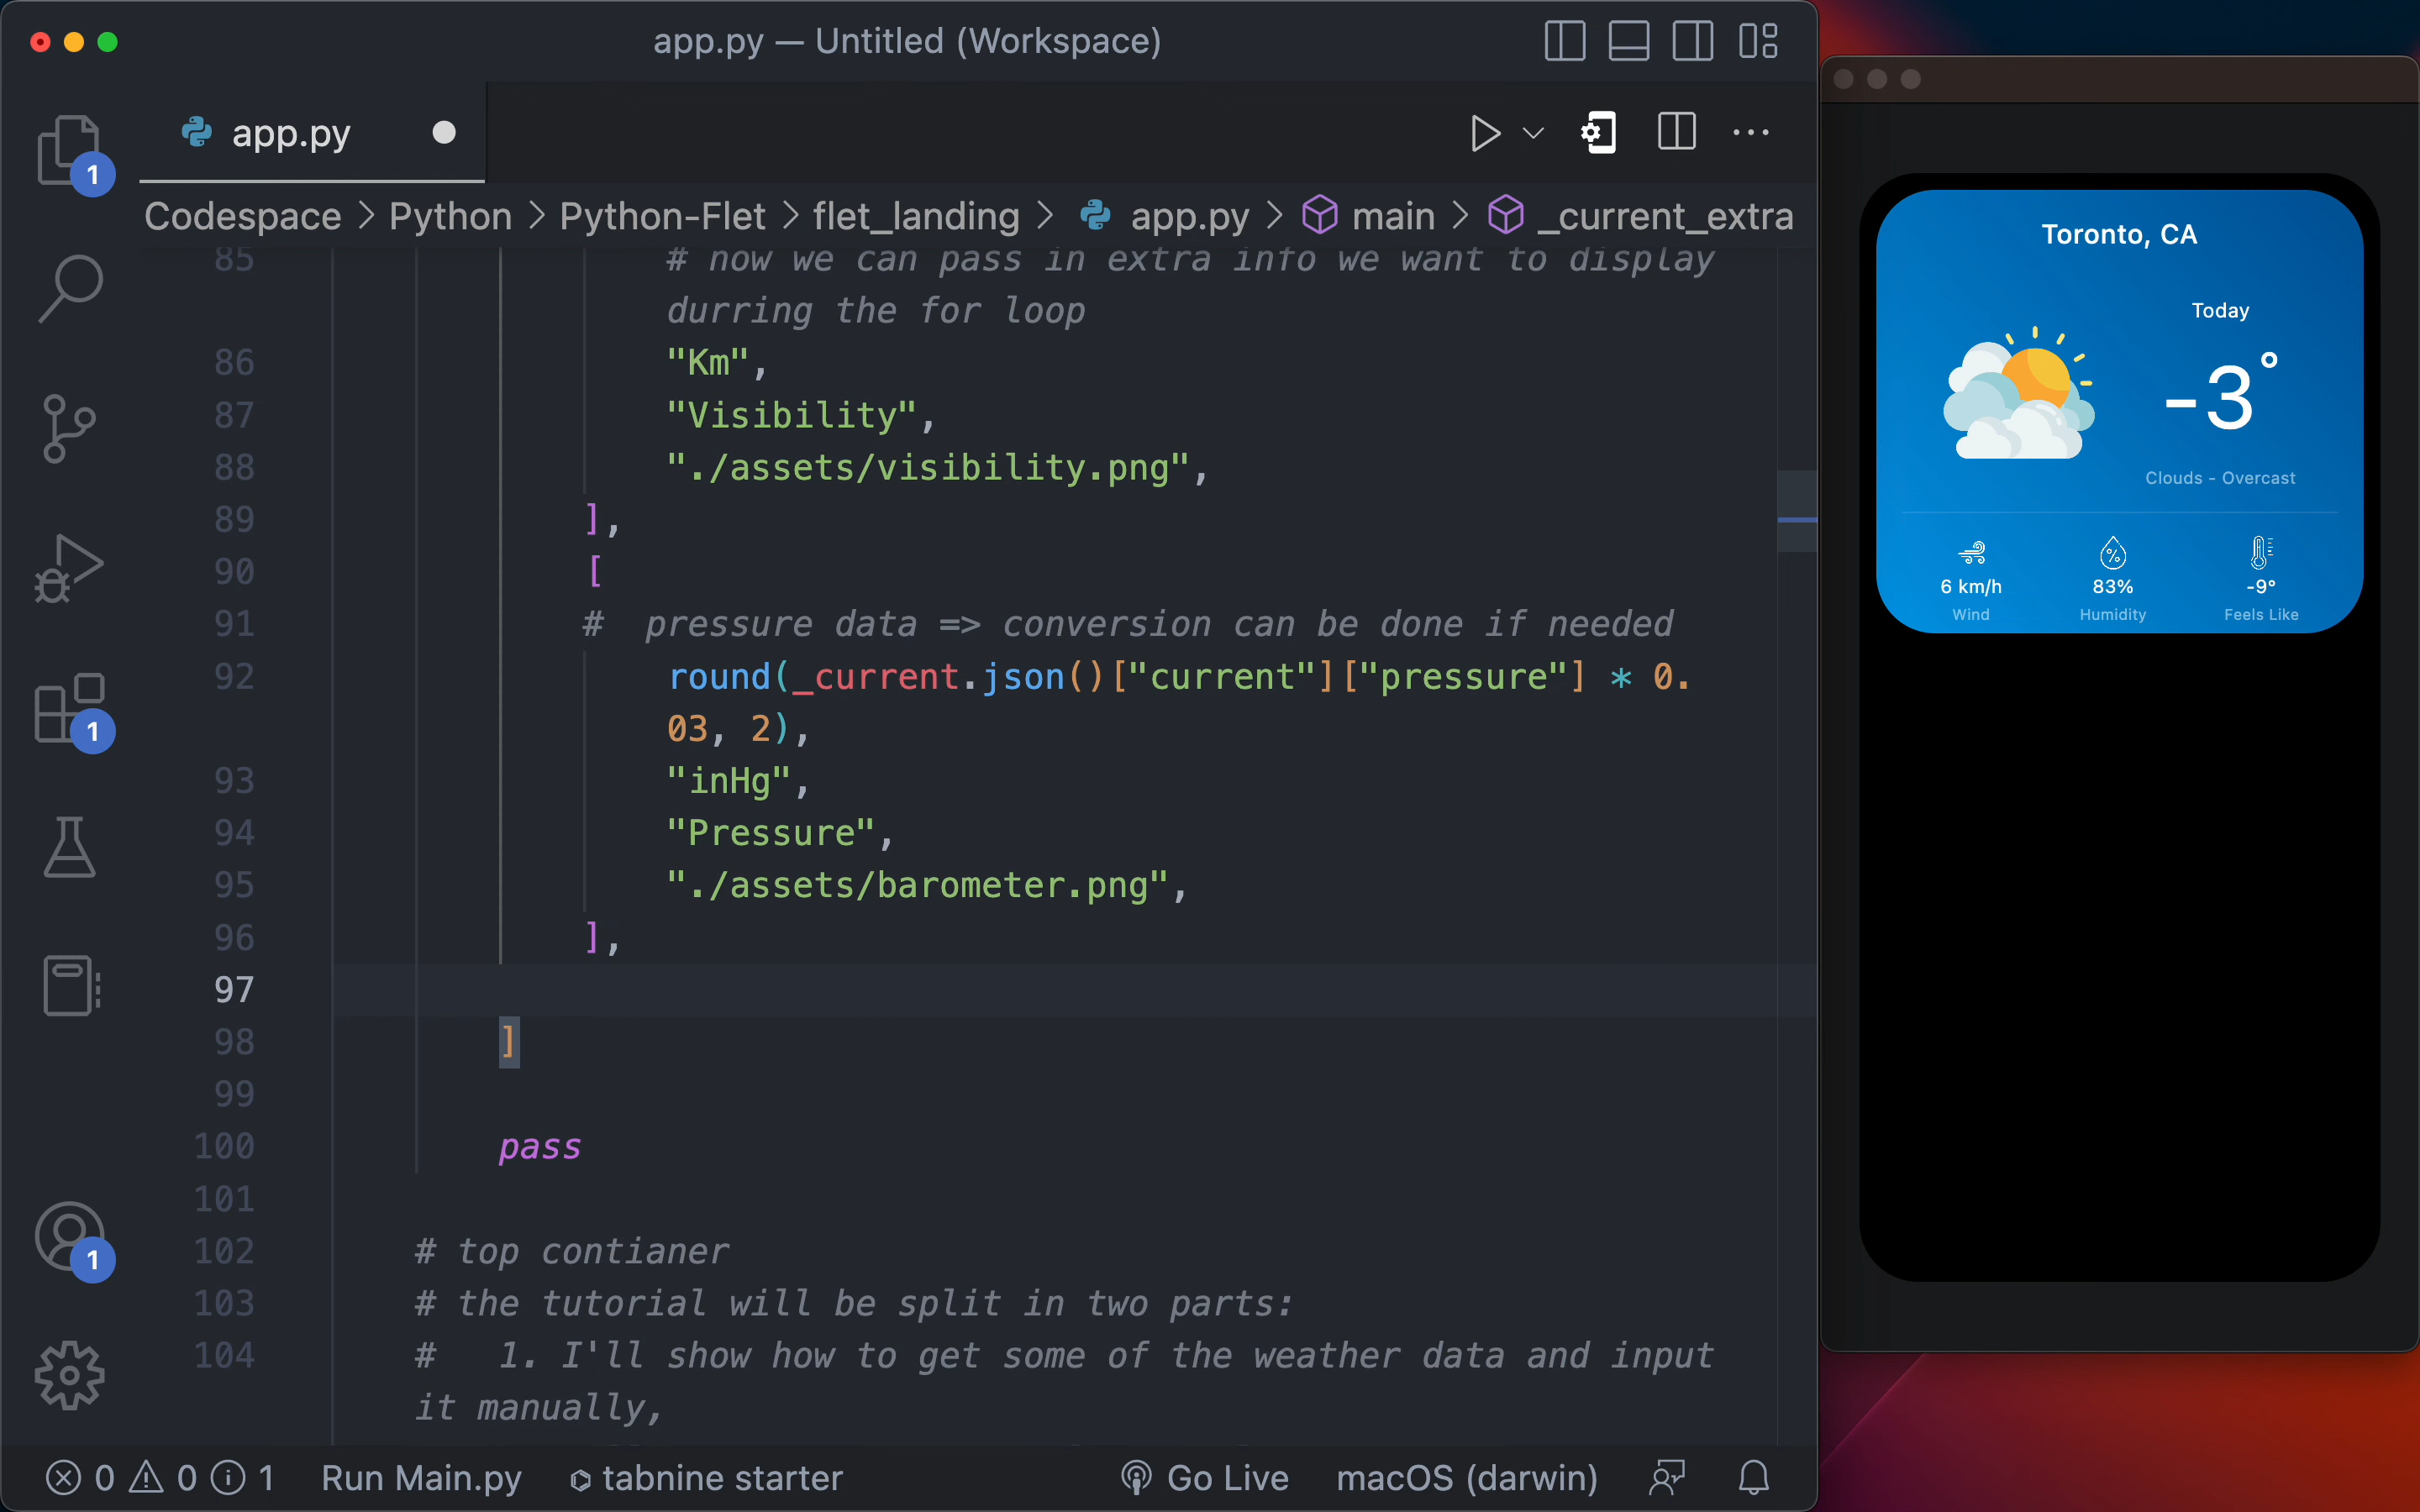 app.py — Untitled (Workspace)
app.py
Codespace > Python > Python-Flet > flet_landing > app.py > main > _current_extra
85 # now we can pass in extra info we want to display
durring the for loop
86 "Km",
87 "Visibility",
88 "./assets/visibility.png",
89 ],
90 [
91 #  pressure data => conversion can be done if needed
92 round(_current.json()["current"]["pressure"] * 0.
03, 2),
93 "inHg",
94 "Pressure",
95 "./assets/barometer.png",
96 ],
97
98 ]
99
100 pass
101
102 # top contianer
103 # the tutorial will be split in two parts:
104 #   1. I'll show how to get some of the weather data and input
it manually,
1
1
1
0 0 1 Run Main.py tabnine starter Go Live macOS (darwin)
Toronto, CA
Today
-3°
Clouds - Overcast
6 km/h 83% -9°
Wind Humidity Feels Like